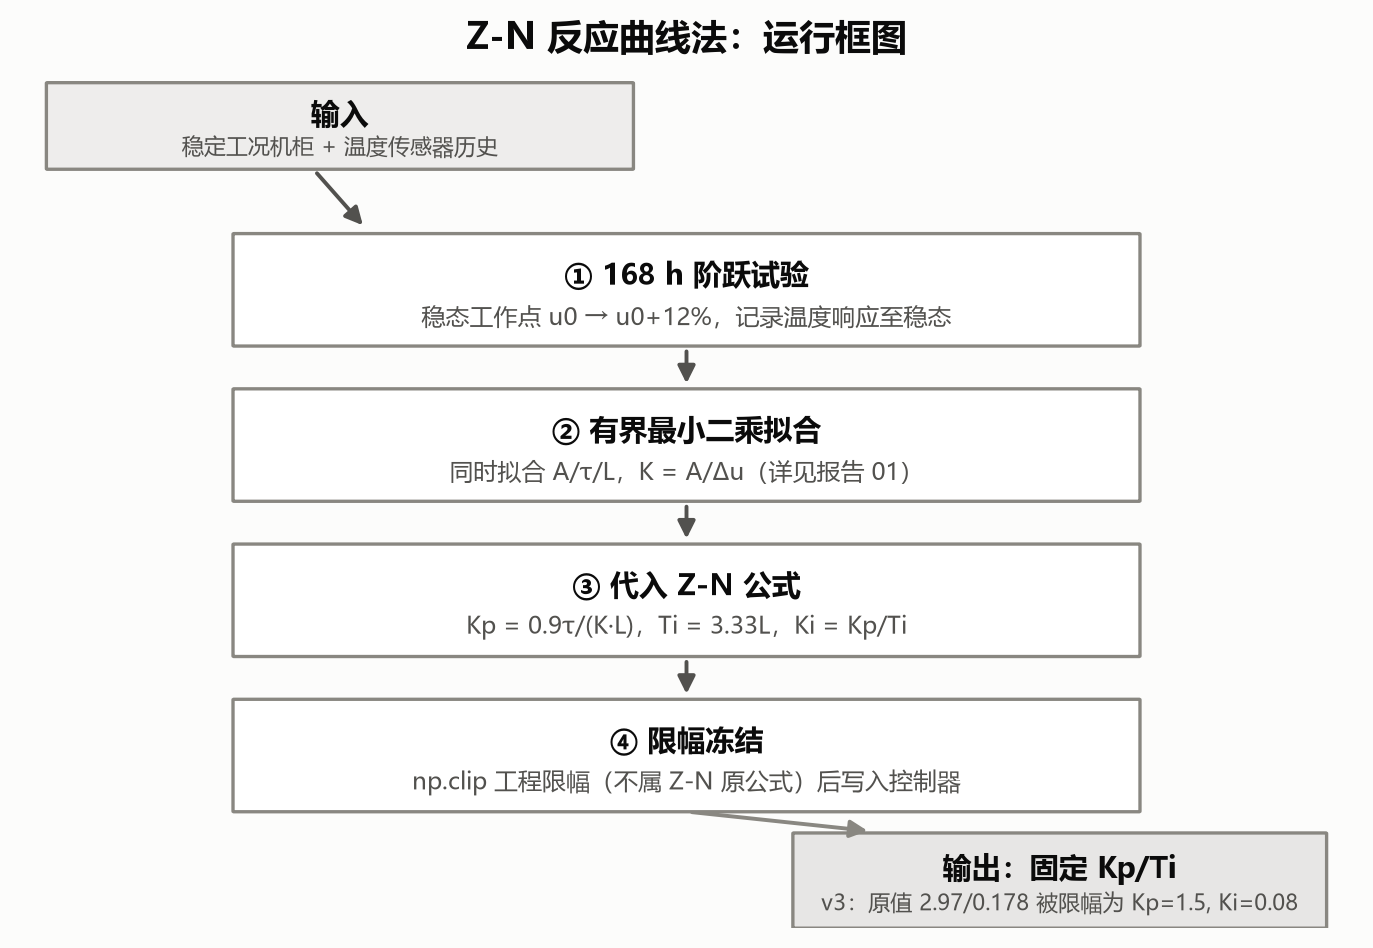 Z-N 反应曲线法：运行框图
输入
稳定工况机柜 + 温度传感器历史
① 168 h 阶跃试验
稳态工作点 u0 → u0+12%，记录温度响应至稳态
② 有界最小二乘拟合
同时拟合 A/τ/L，K = A/Δu（详见报告 01）
③ 代入 Z-N 公式
Kp = 0.9τ/(K·L)，Ti = 3.33L，Ki = Kp/Ti
④ 限幅冻结
np.clip 工程限幅（不属 Z-N 原公式）后写入控制器
输出：固定 Kp/Ti
v3：原值 2.97/0.178 被限幅为 Kp=1.5, Ki=0.08